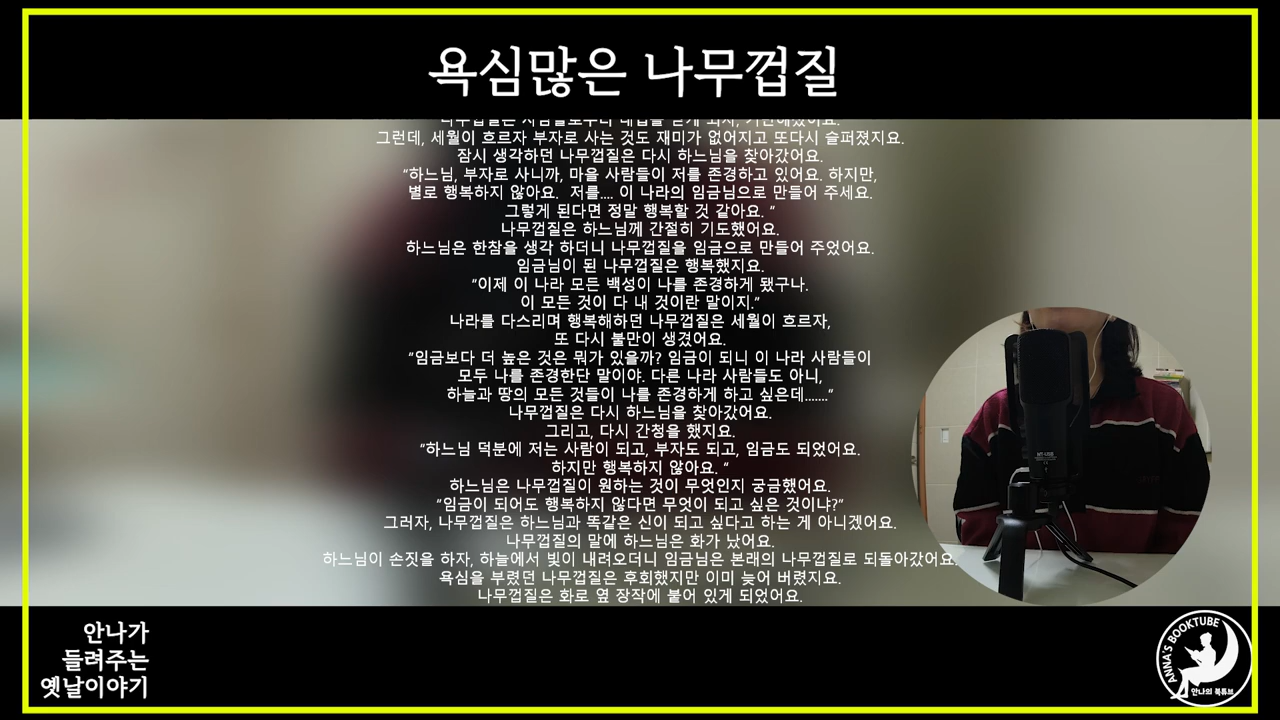 욕심많은 나무껍질
그런데, 세월이 흐르자 부자로 사는 것도 재미가 없어지고 또다시 슬퍼졌지요.
잠시 생각하던 나무껍질은 다시 하느님을 찾아갔어요.
“하느님, 부자로 사니까, 마을 사람들이 저를 존경하고 있어요. 하지만,
별로 행복하지 않아요. 저를.... 이 나라의 임금님으로 만들어 주세요.
그렇게 된다면 정말 행복할 것 같아요. “
나무껍질은 하느님께 간절히 기도했어요.
하느님은 한참을 생각 하더니 나무껍질을 임금으로 만들어 주었어요.
임금님이 된 나무껍질은 행복했지요.
“이제 이 나라 모든 백성이 나를 존경하게 됐구나.
이 모든 것이 다 내 것이란 말이지.”
나라를 다스리며 행복해하던 나무껍질은 세월이 흐르자,
또 다시 불만이 생겼어요.
“임금보다 더 높은 것은 뭐가 있을까? 임금이 되니 이 나라 사람들이
모두 나를 존경한단 말이야. 다른 나라 사람들도 아니,
하늘과 땅의 모든 것들이 나를 존경하게 하고 싶은데.......”
나무껍질은 다시 하느님을 찾아갔어요.
그리고, 다시 간청을 했지요.
“하느님 덕분에 저는 사람이 되고, 부자도 되고, 임금도 되었어요.
하지만 행복하지 않아요. “
하느님은 나무껍질이 원하는 것이 무엇인지 궁금했어요.
“임금이 되어도 행복하지 않다면 무엇이 되고 싶은 것이냐?”
그러자, 나무껍질은 하느님과 똑같은 신이 되고 싶다고 하는 게 아니겠어요.
나무껍질의 말에 하느님은 화가 났어요.
하느님이 손짓을 하자, 하늘에서 빛이 내려오더니 임금님은 본래의 나무껍질로 되돌아갔어요.
욕심을 부렸던 나무껍질은 후회했지만 이미 늦어 버렸지요.
나무껍질은 화로 옆 장작에 붙어 있게 되었어요.
안나가
들려주는
옛날이야기
ANNA'S BOOKTUBE
안나의 북튜브